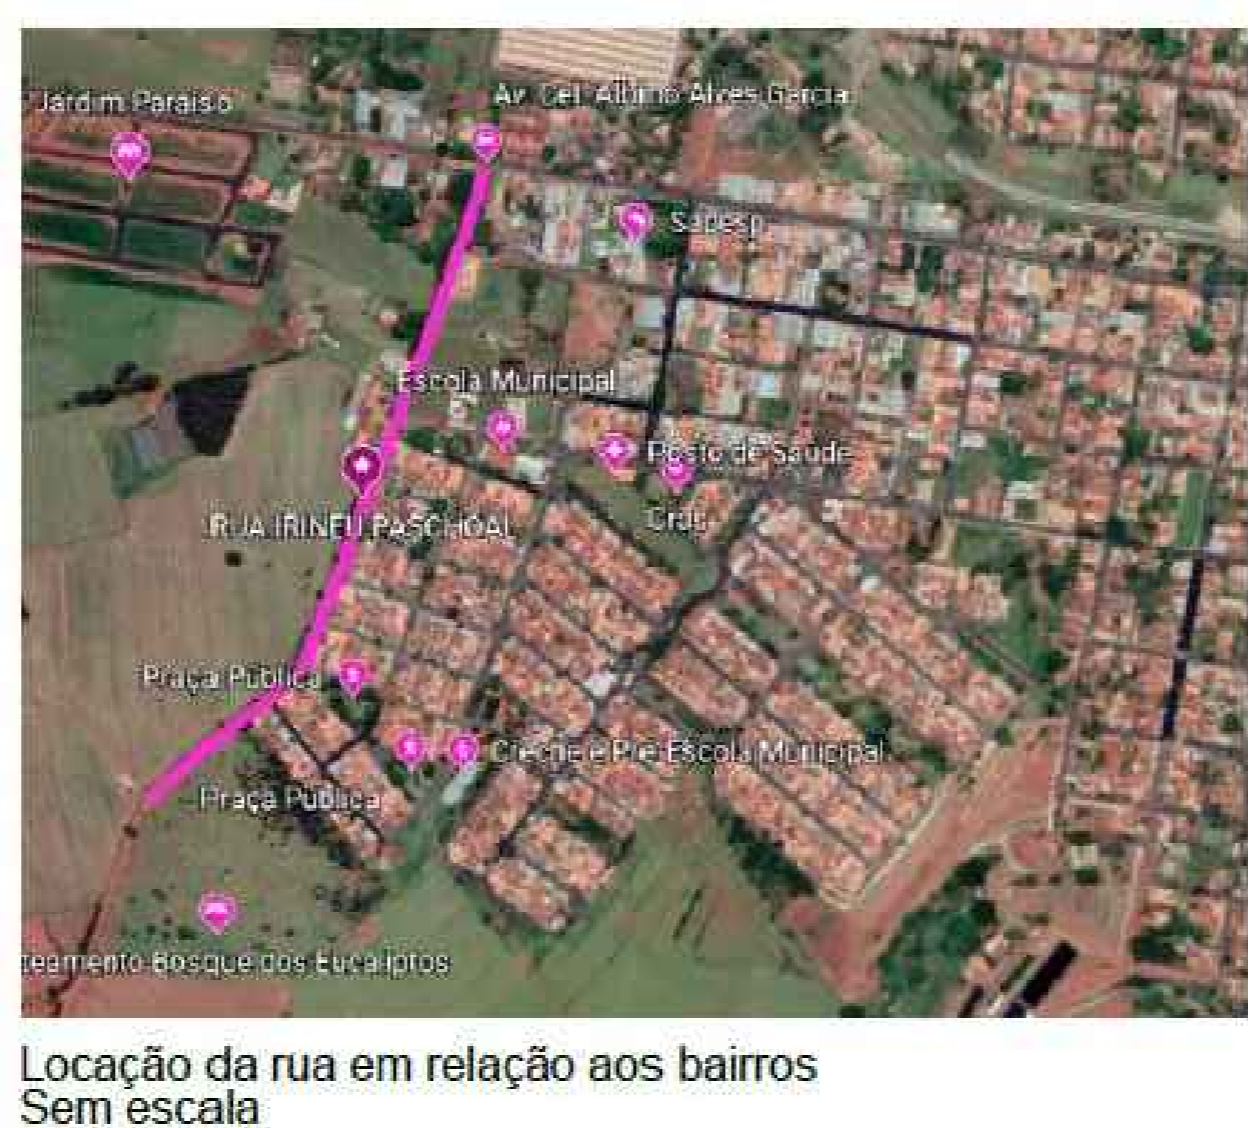 Jardim Paraiso
Av. Cel. Albino Alves Garcia
Sabesp
Escola Municipal
Posto de Saúde
Cras
RUA IRINEU PASCHOAL
Praça Pública
Creche e Pré Escola Municipal
Praça Pública
teamento Bosque dos Eucaliptos
Locação da rua em relação aos bairros
Sem escala